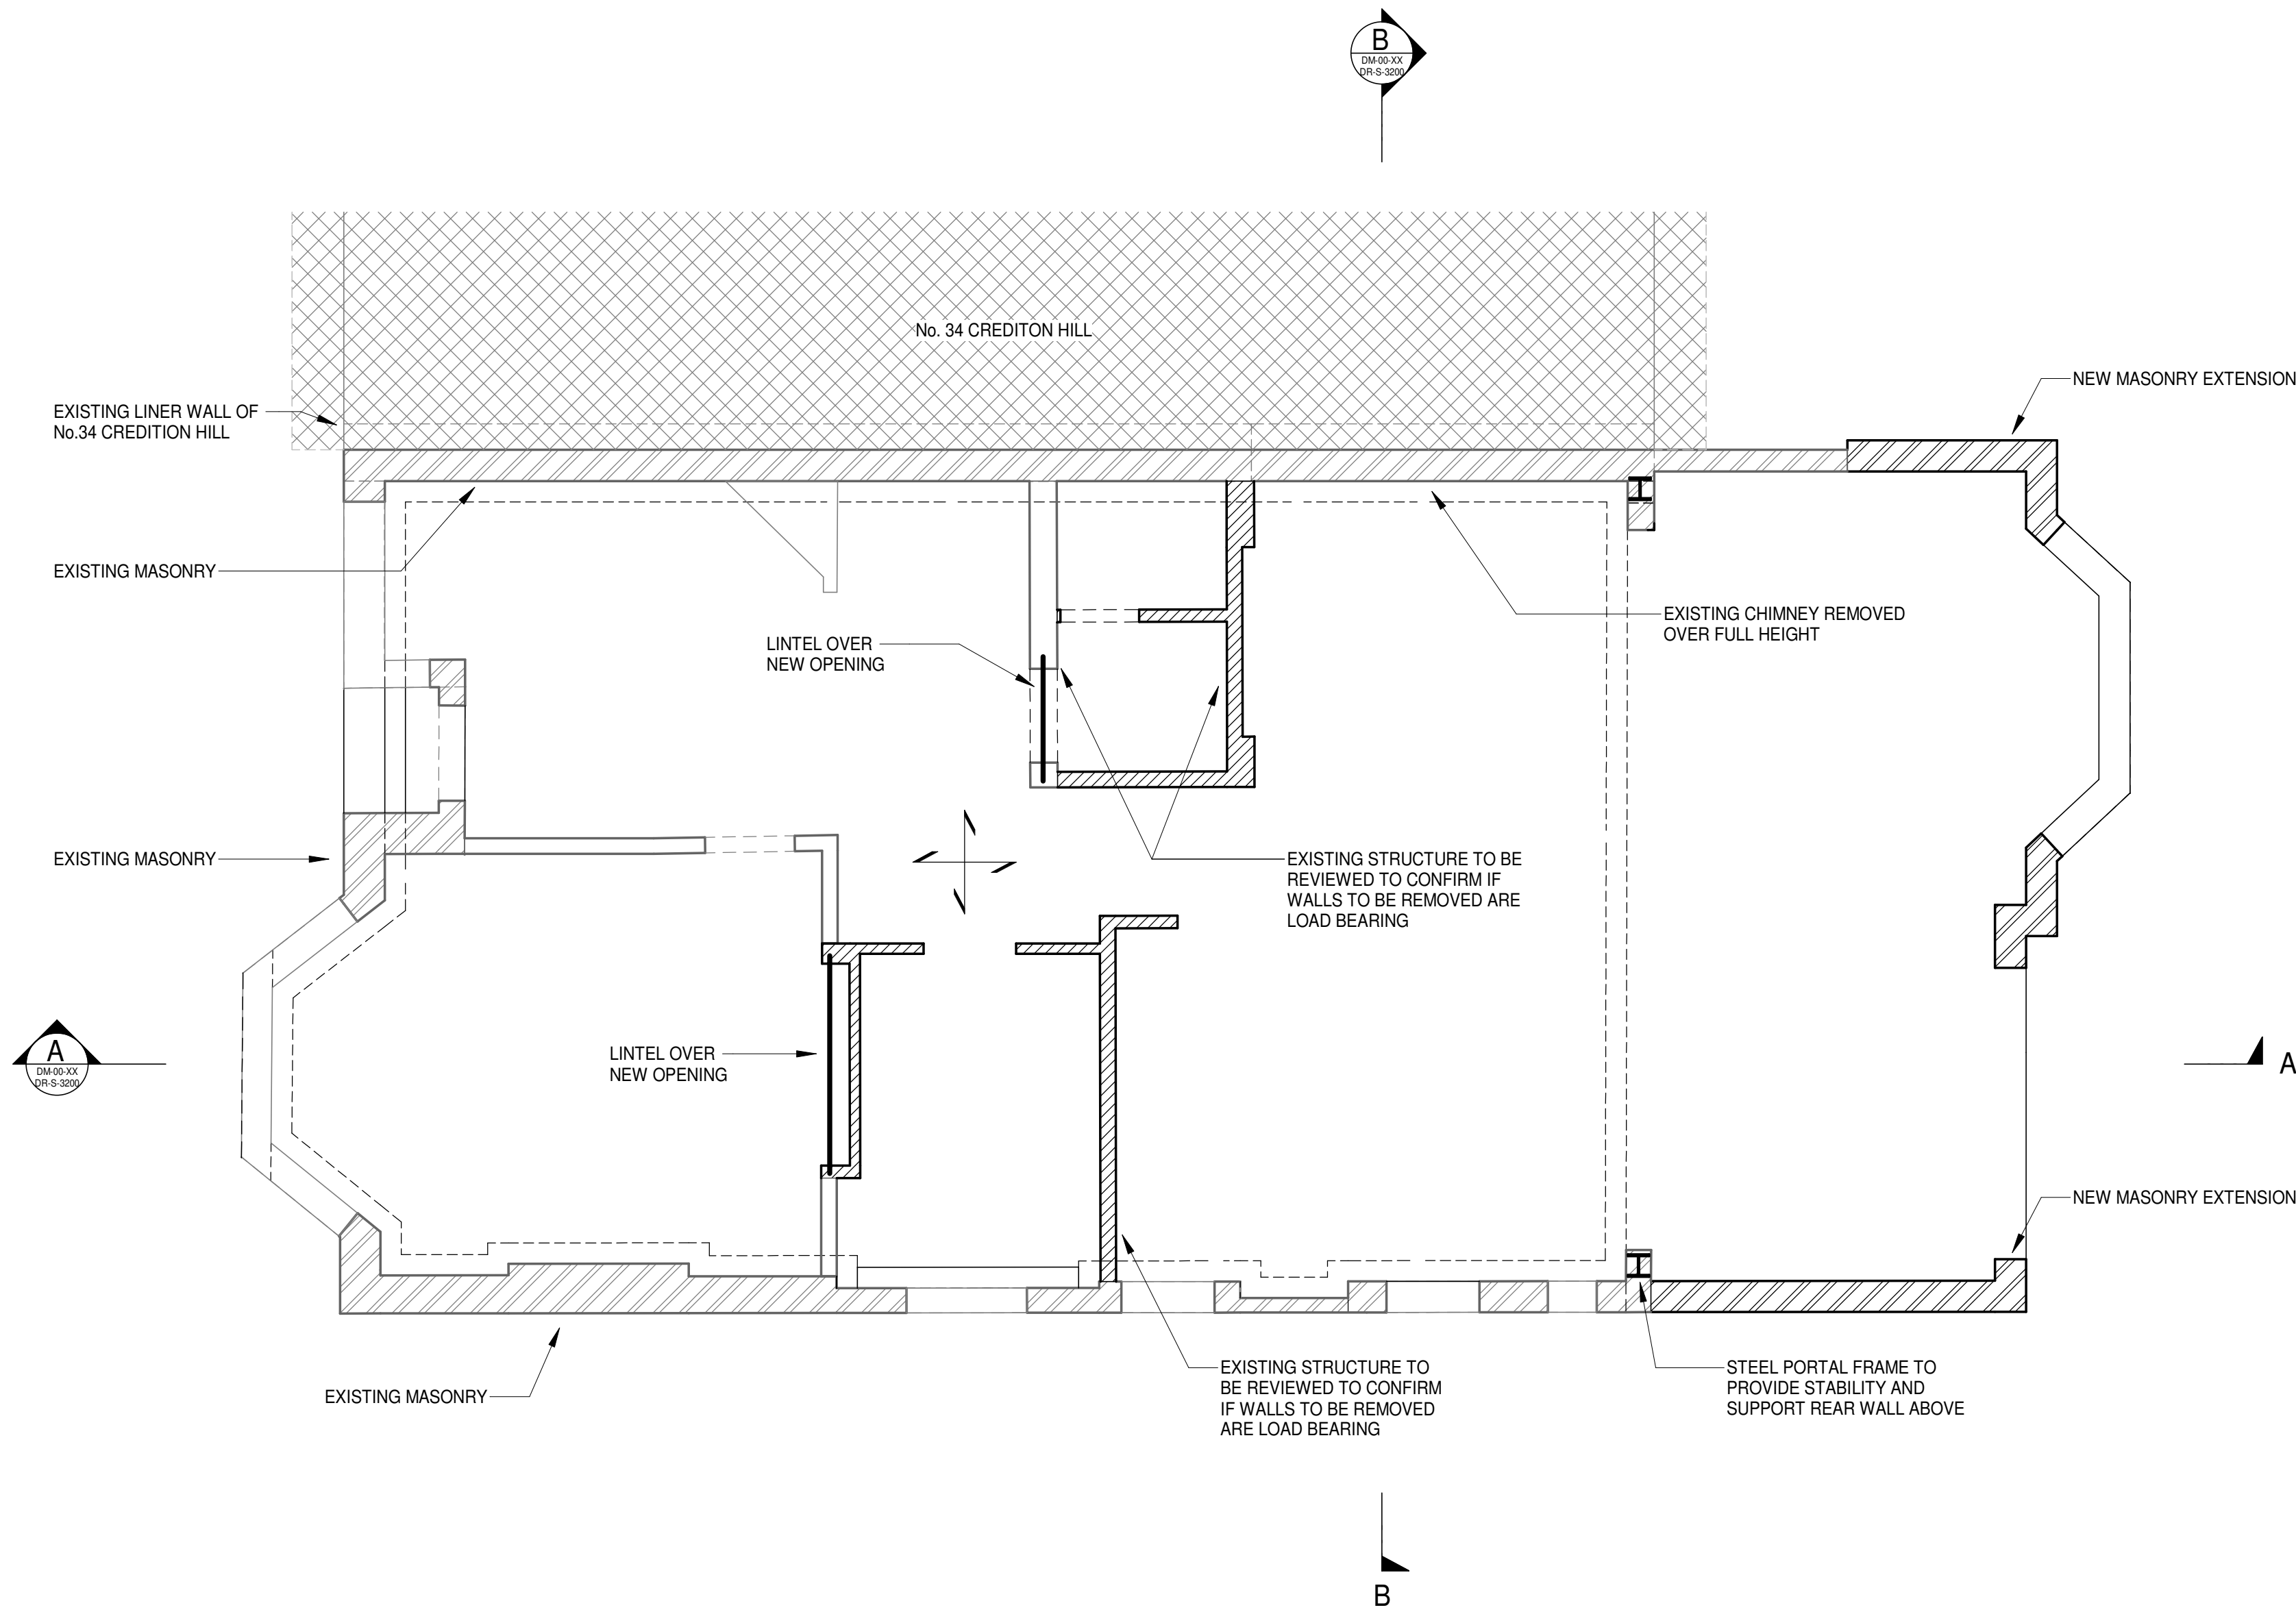 B
DM-00-XX
DR-S-3200
No. 34 CREDITON HILL
NEW MASONRY EXTENSION
EXISTING LINER WALL OF
No.34 CREDITION HILL
EXISTING MASONRY
EXISTING CHIMNEY REMOVED
OVER FULL HEIGHT
LINTEL OVER
NEW OPENING
EXISTING MASONRY
EXISTING STRUCTURE TO BE
REVIEWED TO CONFIRM IF
WALLS TO BE REMOVED ARE
LOAD BEARING
A
DM-00-XX
DR-S-3200
LINTEL OVER
NEW OPENING
A
NEW MASONRY EXTENSION
EXISTING MASONRY
EXISTING STRUCTURE TO
BE REVIEWED TO CONFIRM
IF WALLS TO BE REMOVED
ARE LOAD BEARING
STEEL PORTAL FRAME TO
PROVIDE STABILITY AND
SUPPORT REAR WALL ABOVE
B